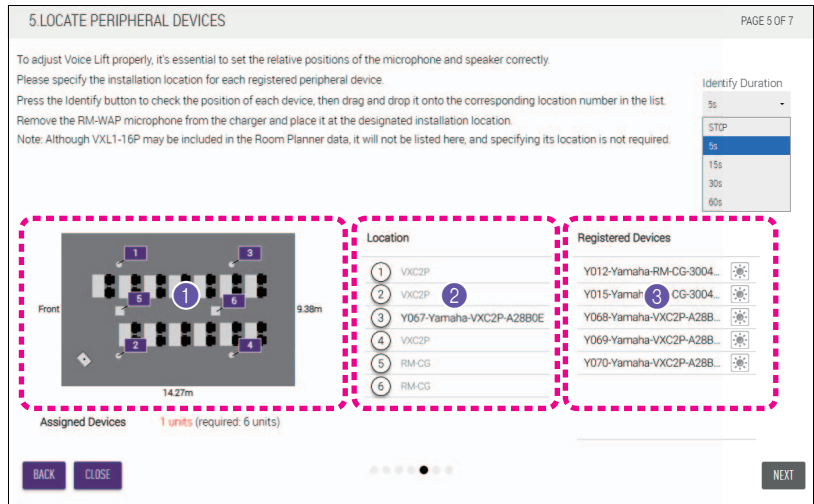 5.LOCATE PERIPHERAL DEVICES
PAGE 5 OF 7
To adjust Voice Lift properly, it's essential to set the relative positions of the microphone and speaker correctly.
Please specify the installation location for each registered peripheral device.
Press the Identify button to check the position of each device, then drag and drop it onto the corresponding location number in the list.
Remove the RM-WAP microphone from the charger and place it at the designated installation location.
Note: Although VXL1-16P may be included in the Room Planner data, it will not be listed here, and specifying its location is not required.
Identify Duration
5s
STOP
5s
15s
30s
60s
1
3
5
1
6
Front
9.38m
2
4
14.27m
Assigned Devices 1 units (required: 6 units)
Location
1 VXC2P
2 VXC2P
2
3 Y067-Yamaha-VXC2P-A28B0E
4 VXC2P
5 RM-CG
6 RM-CG
Registered Devices
Y012-Yamaha-RM-CG-3004...
Y015-Yamah CG-3004...
3
Y068-Yamaha-VXC2P-A28B...
Y069-Yamaha-VXC2P-A28B...
Y070-Yamaha-VXC2P-A28B...
BACK
CLOSE
NEXT